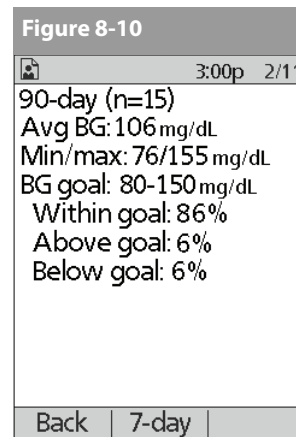 Figure 8-10
3:00p 2/11
90-day (n=15)
Avg BG: 106 mg/dL
Min/max: 76/155 mg/dL
BG goal: 80-150 mg/dL
Within goal: 86%
Above goal: 6%
Below goal: 6%
Back | 7-day |